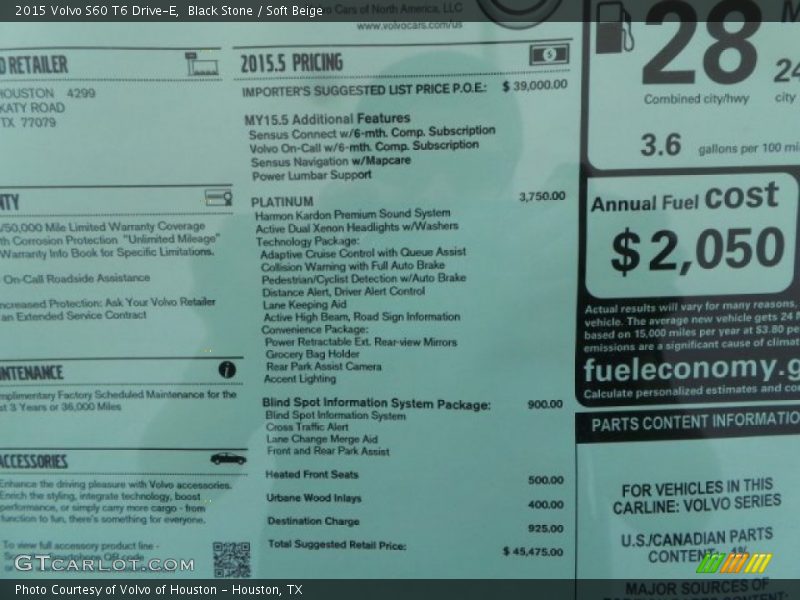 2015 Volvo S60 T6 Drive-E, Black Stone / Soft Beige
Cars of North America, LLC
www.volvocars.com/us
RETAILER
HOUSTON 4299
KATY ROAD
TX 77079
/50,000 Mile Limited Warranty Coverage
Corrosion Protection "Unlimited Mileage"
Warranty Info Book for Specific Limitations.
On-Call Roadside Assistance
Increased Protection: Ask Your Volvo Retailer
an Extended Service Contract
Factory Scheduled Maintenance for the
3 Years or 36,000 Miles
ACCESSORIES
Enhance the driving pleasure with Volvo accessories.
Enrich the styling, integrate technology, boost
performance, or simply carry more cargo - from
function to fun, there's something for everyone.
To view full accessory product line -
Smartphone QR code
2015.5 PRICING
IMPORTER'S SUGGESTED LIST PRICE P.O.E.: $ 39,000.00
MY15.5 Additional Features
Sensus Connect w/6-mth. Comp. Subscription
Volvo On-Call w/6-mth. Comp. Subscription
Sensus Navigation w/Mapcare
Power Lumbar Support
PLATINUM 3,750.00
Harmon Kardon Premium Sound System
Active Dual Xenon Headlights w/Washers
Technology Package:
Adaptive Cruise Control with Queue Assist
Collision Warning with Full Auto Brake
Pedestrian/Cyclist Detection w/Auto Brake
Distance Alert, Driver Alert Control
Lane Keeping Aid
Active High Beam, Road Sign Information
Convenience Package:
Power Retractable Ext. Rear-view Mirrors
Grocery Bag Holder
Rear Park Assist Camera
Accent Lighting
Blind Spot Information System Package: 900.00
Blind Spot Information System
Cross Traffic Alert
Lane Change Merge Aid
Front and Rear Park Assist
Heated Front Seats 500.00
Urbane Wood Inlays 400.00
Destination Charge 925.00
Total Suggested Retail Price: $ 45,475.00
28
24
Combined city/hwy city
3.6 gallons per 100
Annual Fuel cost
$2,050
Actual results will vary for many reasons,
vehicle. The average new vehicle gets 24
based on 15,000 miles per year at $3.80
emissions are a significant cause of
fueleconomy.g
Calculate personalized estimates and
PARTS CONTENT
FOR VEHICLES IN THIS
CARLINE: VOLVO SERIES
U.S./CANADIAN PARTS
CONTENT: 1%
MAJOR SOURCES OF
GTCarlot.com
Photo Courtesy of Volvo of Houston - Houston, TX